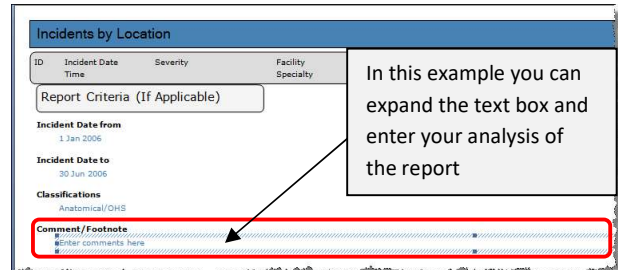 Incidents by Location
ID Incident Date Severity Facility
Time Specialty
Report Criteria (If Applicable)
Incident Date from
1 Jan 2006
Incident Date to
30 Jun 2006
Classifications
Anatomical/OHS
Comment/Footnote
Enter comments here
In this example you can
expand the text box and
enter your analysis of
the report